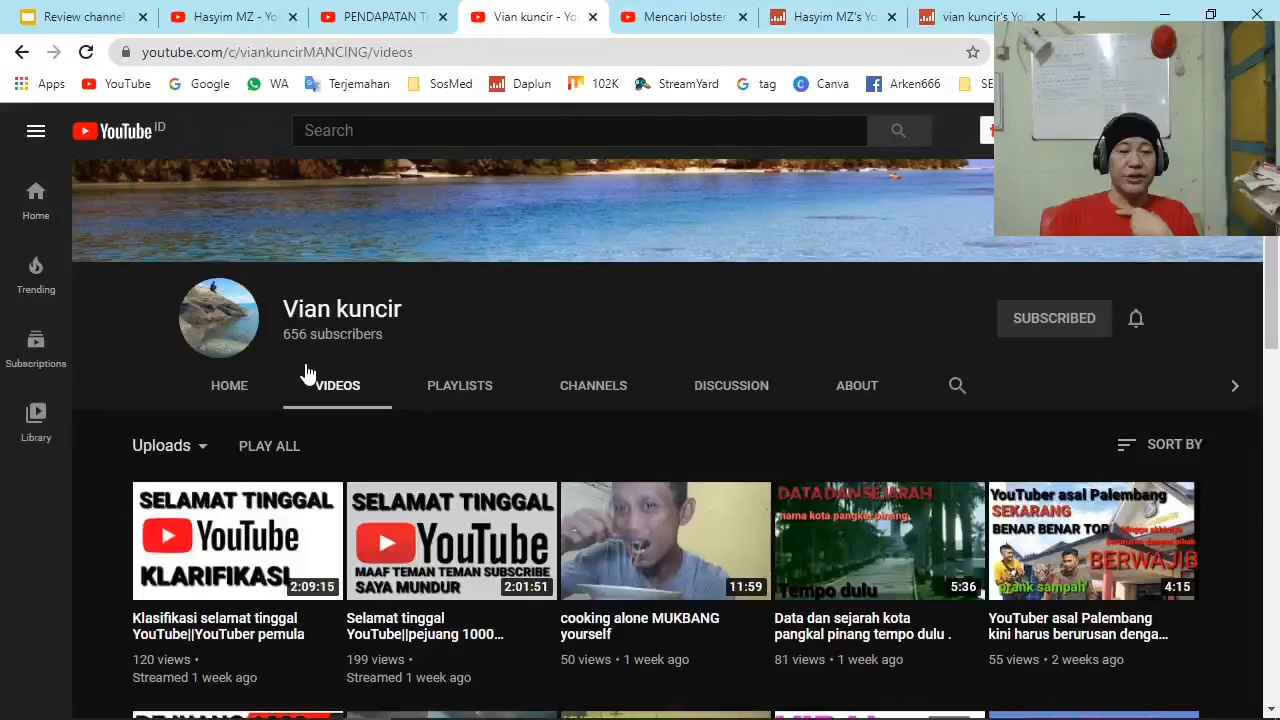 Review channel
Hasyim MZ - Yo
PENDAPATAN T
Vian kuncir - Yo
Mencari lobster
Hasyim MZ's Yo
vian kuncir's Yo
youtube.com/c/viankuncirMANCING/videos
Apps
YouTube
Google
WA
Terjemahan
SosMed
Daplun
102K
StreamYard
tag
Canva
Arken666
SE
YouTube ID
Search
Home
Trending
Subscriptions
Library
Vian kuncir
656 subscribers
SUBSCRIBED
HOME
VIDEOS
PLAYLISTS
CHANNELS
DISCUSSION
ABOUT
Uploads
PLAY ALL
SORT BY
SELAMAT TINGGAL
YouTube
KLARIFIKASI
2:09:15
Klasifikasi selamat tinggal
YouTube||YouTuber pemula
120 views •
Streamed 1 week ago
SELAMAT TINGGAL
YouTube
MAAF TEMAN TEMAN SUBSCRIBE
SAYA MUNDUR
2:01:51
Selamat tinggal
YouTube||pejuang 1000...
199 views •
Streamed 1 week ago
11:59
cooking alone MUKBANG
yourself
50 views • 1 week ago
DATA DAN SEJARAH
nama kota pangkal pinang
Tempo dulu
5:36
Data dan sejarah kota
pangkal pinang tempo dulu .
81 views • 1 week ago
YouTuber asal Palembang
SEKARANG
BENAR BENAR TOP
BERWAJIB
prank sampah
4:15
YouTuber asal Palembang
kini harus berurusan denga...
55 views • 2 weeks ago